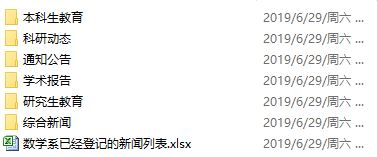 本科生教育 2019/6/29/周六 ...
科研动态 2019/6/29/周六 ...
通知公告 2019/6/29/周六 ...
学术报告 2019/6/29/周六 ...
研究生教育 2019/6/29/周六 ...
综合新闻 2019/6/29/周六 ...
数学系已经登记的新闻列表.xlsx 2019/6/29/周六 ...